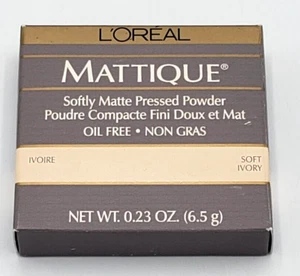 L'ORÉAL
MATTIQUE®
Softly Matte Pressed Powder
Poudre Compacte Fini Doux et Mat
OIL FREE • NON GRAS
IVOIRE
SOFT
IVORY
NET WT. 0.23 OZ. (6.5 g)